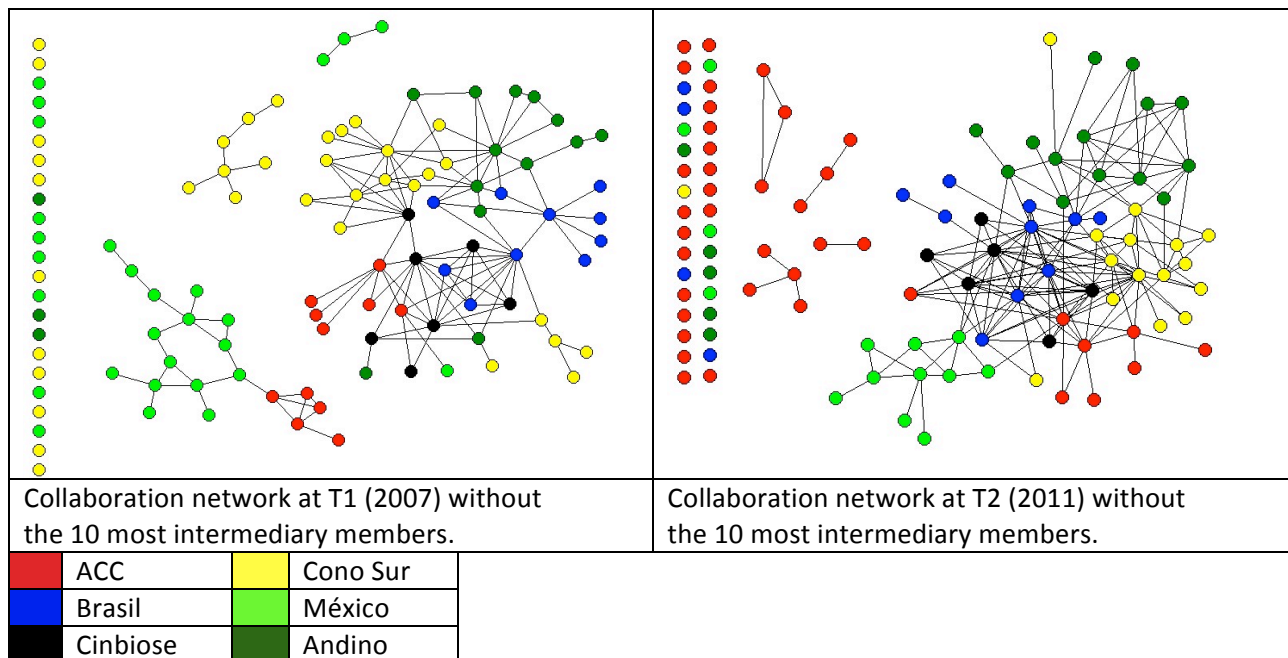 Collaboration network at T1 (2007) without
the 10 most intermediary members.
Collaboration network at T2 (2011) without
the 10 most intermediary members.
ACC
Cono Sur
Brasil
México
Cinbiose
Andino